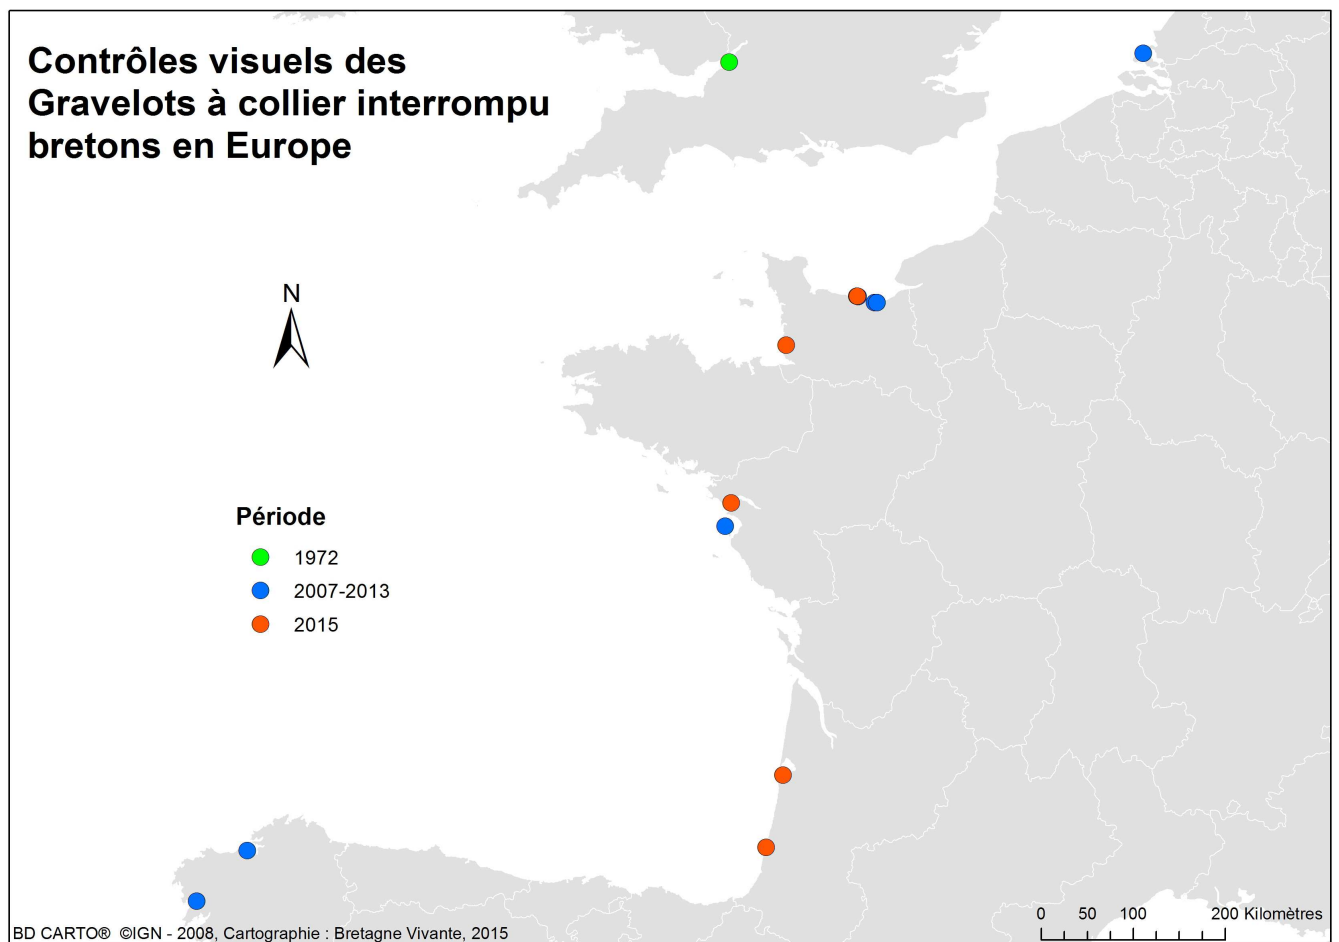 Contrôles visuels des
Gravelots à collier interrompu
bretons en Europe
N
Période
1972
2007-2013
2015
0 50 100 200 Kilomètres
BD CARTO® ©IGN - 2008, Cartographie : Bretagne Vivante, 2015